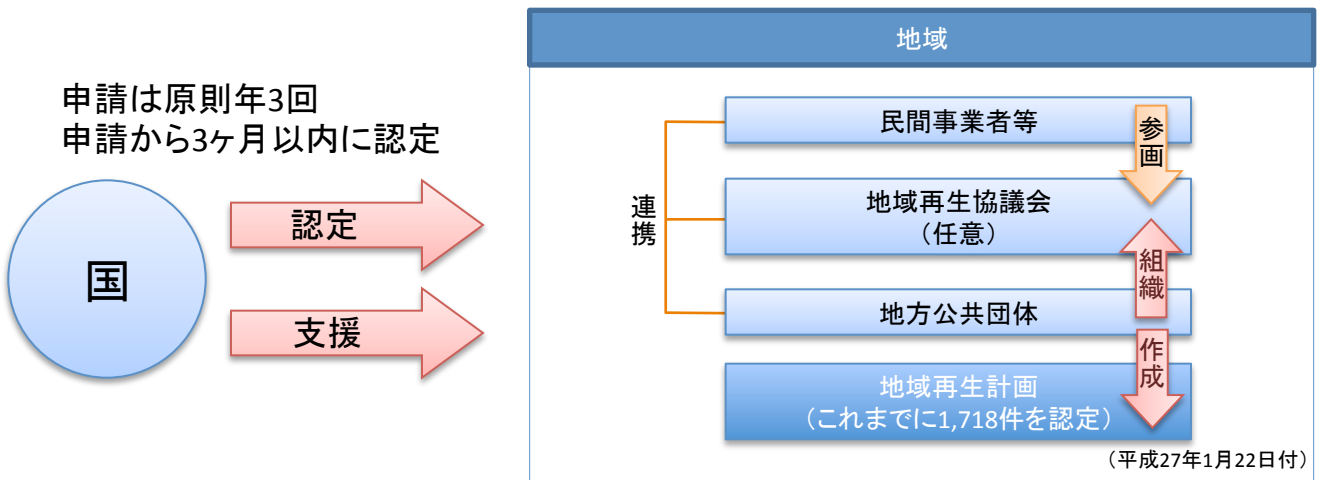 申請は原則年3回
申請から3ヶ月以内に認定
国
認定
支援
地域
連携
民間事業者等
参画
地域再生協議会
（任意）
組織
地方公共団体
作成
地域再生計画
（これまでに1,718件を認定）
（平成27年1月22日付）